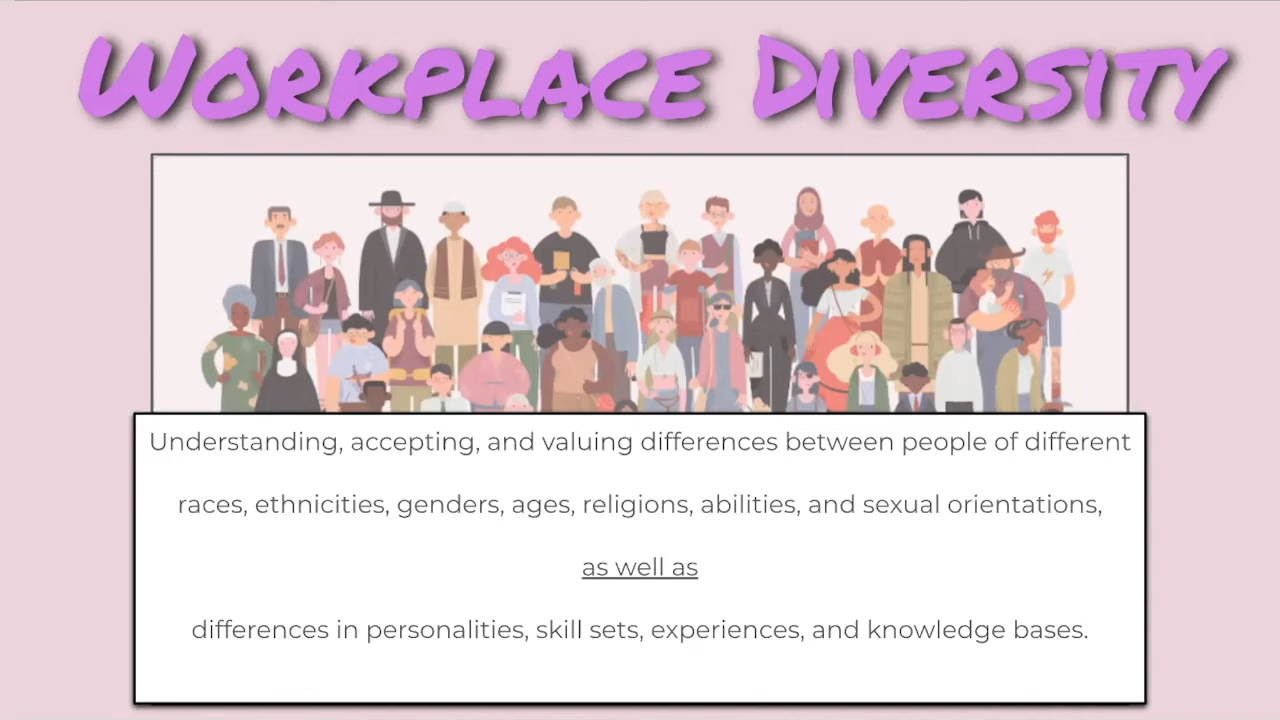 Workplace Diversity
Understanding, accepting, and valuing differences between people of different
races, ethnicities, genders, ages, religions, abilities, and sexual orientations,
as well as
differences in personalities, skill sets, experiences, and knowledge bases.